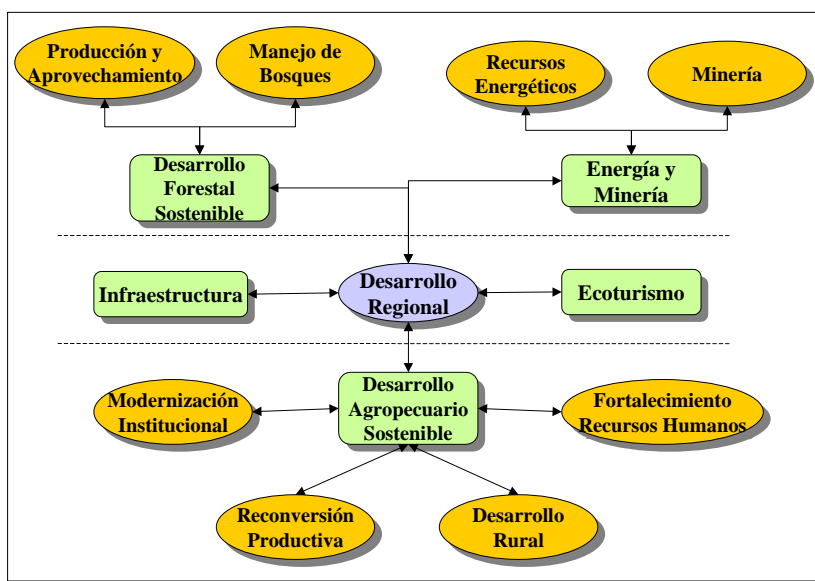 Producción y
Aprovechamiento
Manejo de
Bosques
Recursos
Energéticos
Minería
Desarrollo
Forestal
Sostenible
Energía y
Minería
Infraestructura
Desarrollo
Regional
Ecoturismo
Modernización
Institucional
Desarrollo
Agropecuario
Sostenible
Fortalecimiento
Recursos Humanos
Reconversión
Productiva
Desarrollo
Rural